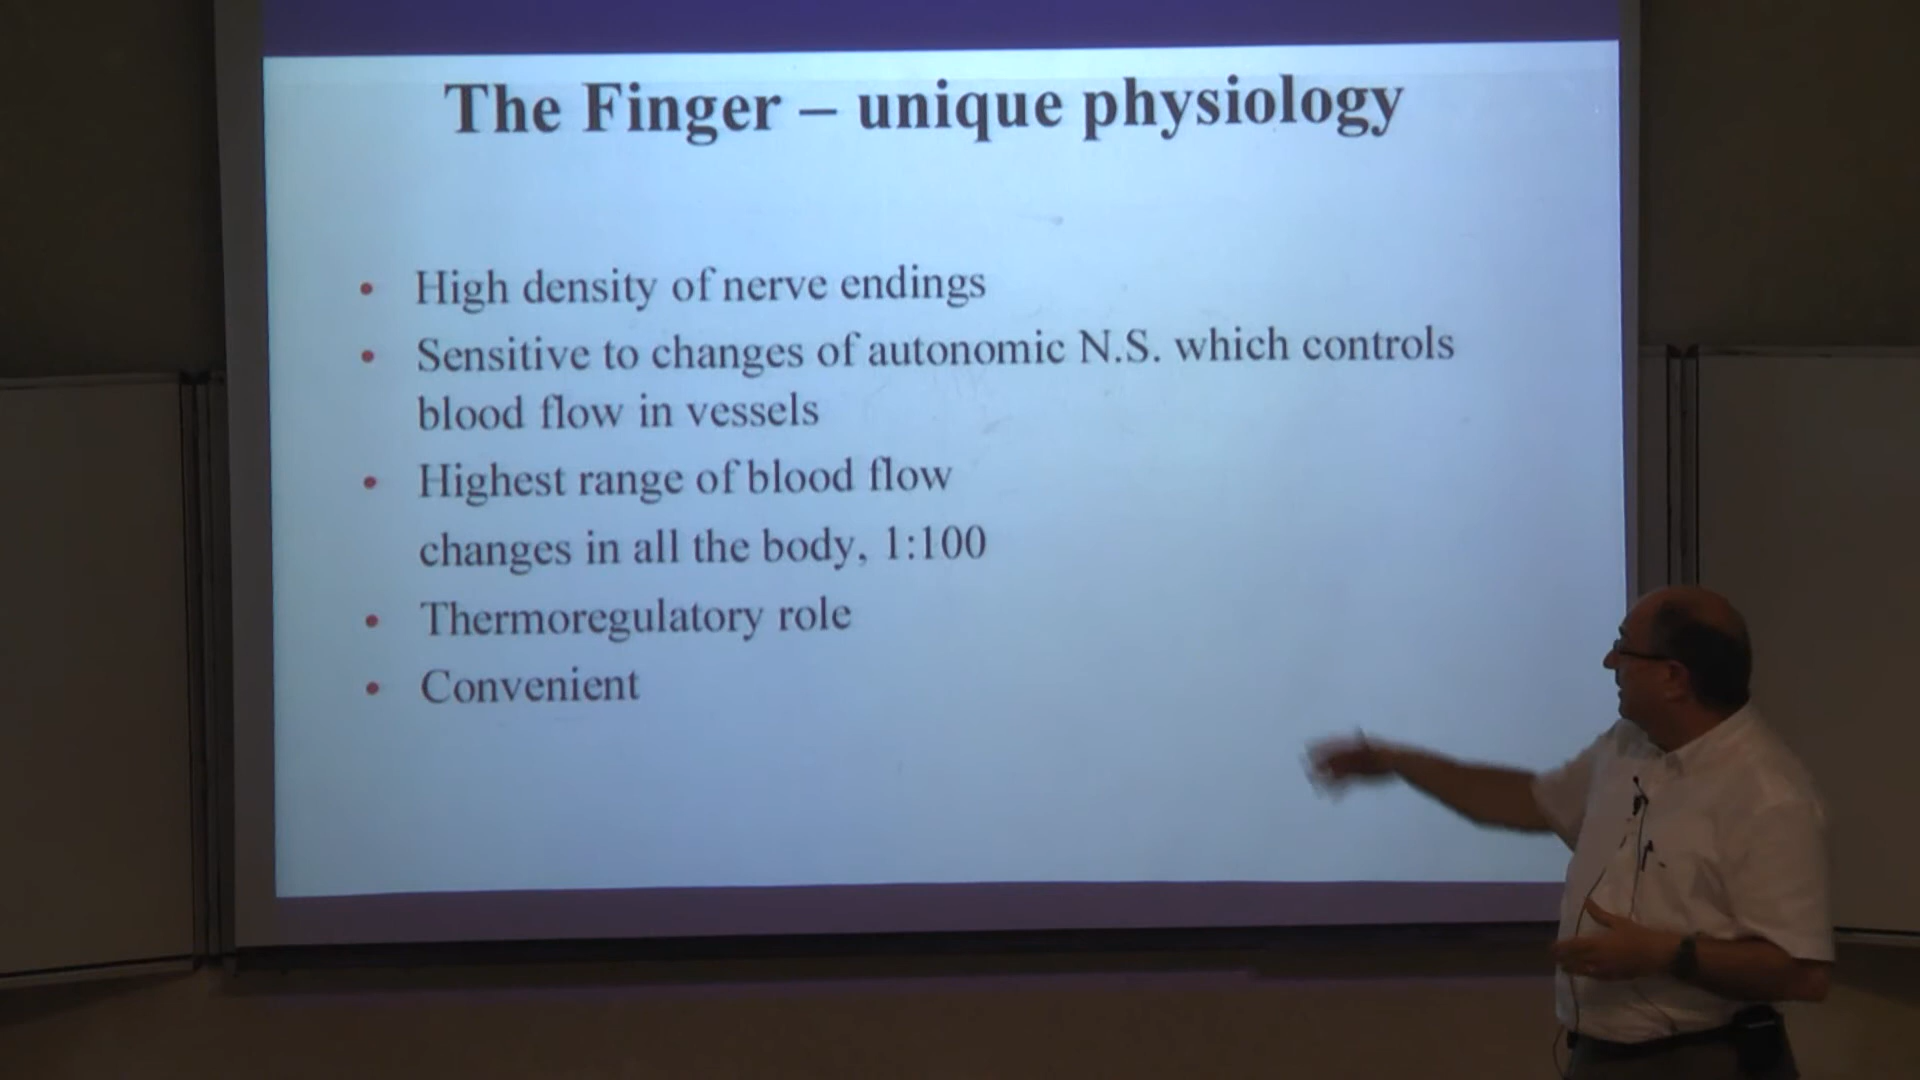 The Finger – unique physiology
• High density of nerve endings
• Sensitive to changes of autonomic N.S. which controls
blood flow in vessels
• Highest range of blood flow
changes in all the body, 1:100
• Thermoregulatory role
• Convenient